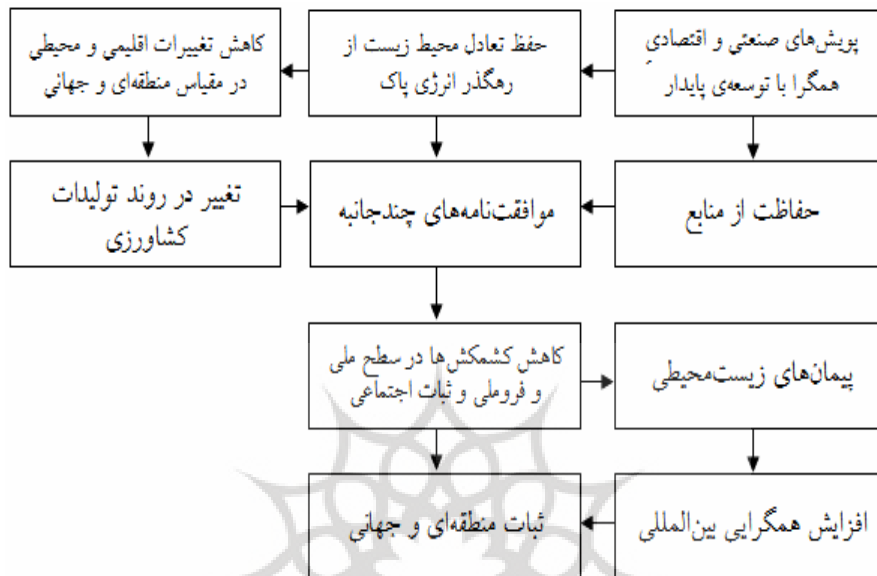 پویش‌های صنعتی و اقتصادیِ
همگرا با توسعه‌ی پایدار
حفظ تعادل محیط زیست از
رهگذر انرژی پاک
کاهش تغییرات اقلیمی و محیطی
در مقیاس منطقه‌ای و جهانی
حفاظت از منابع
موافقت‌نامه‌های چندجانبه
تغییر در روند تولیدات
کشاورزی
کاهش کشمکش‌ها در سطح ملی
و فروملی و ثبات اجتماعی
پیمان‌های زیست‌محیطی
افزایش همگرایی بین‌المللی
ثبات منطقه‌ای و جهانی